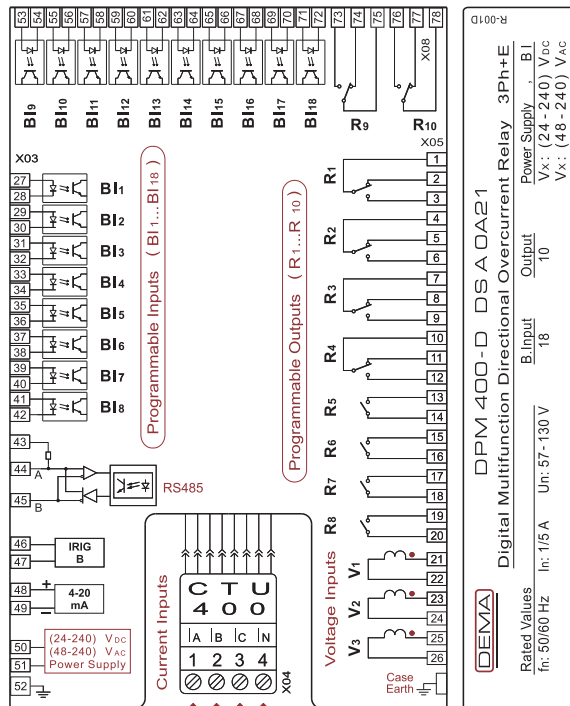 53 54 55 56 57 58 59 60 61 62 63 64 65 66 67 68 69 70 71 72 73 74 75 76 77 78
X08
BI9 BI10 BI11 BI12 BI13 BI14 BI15 BI16 BI17 BI18 R9 R10
X03
X05
27
28
BI1
29
30
BI2
31
32
BI3
33
34
BI4
35
36
BI5
37
38
BI6
39
40
BI7
41
42
BI8
Programmable Inputs ( BI1... BI18 )
Programmable Outputs ( R1...R 10 )
R1
1
2
3
R2
4
5
6
R3
7
8
9
R4
10
11
12
R5
13
14
R6
15
16
R7
17
18
R8
19
20
43
44 A
45 B
RS485
46
47
IRIG
B
48 +
49 −
4-20
mA
50
51
(24-240) VDC
(48-240) VAC
Power Supply
52
Current Inputs
C T U
4 0 0
IA IB IC IN
1 2 3 4
X04
Voltage Inputs
V1
21
22
V2
23
24
V3
25
26
Case
Earth
R-001D
DEMA
DPM 400-D DS A 0A21
Digital Multifunction Directional Overcurrent Relay 3Ph+E
Rated Values
fn: 50/60 Hz In: 1/5 A Un: 57-130 V
B.Input
18
Output
10
Power Supply , B I
Vx: (24-240) VDC
Vx: (48-240) VAC